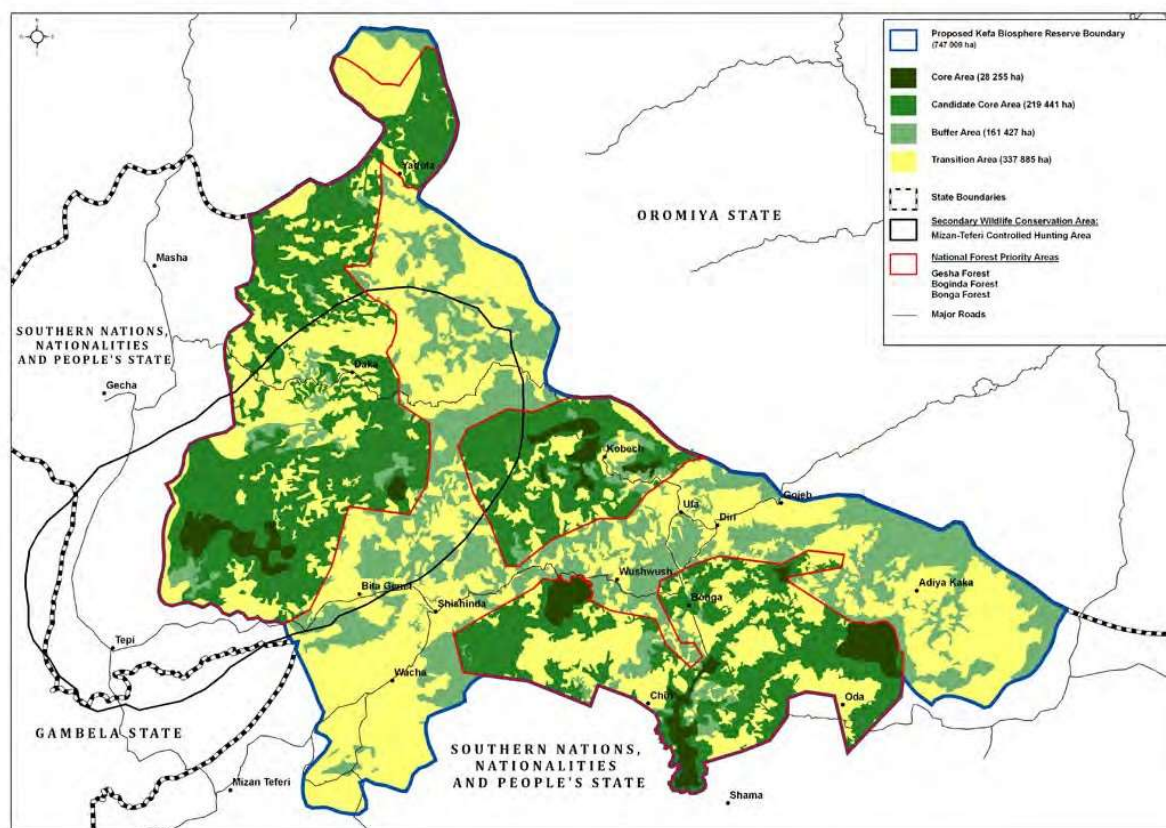 Proposed Kefa Biosphere Reserve Boundary
(747 008 ha)
Core Area (28 255 ha)
Candidate Core Area (219 441 ha)
Buffer Area (161 427 ha)
Transition Area (337 885 ha)
State Boundaries
Secondary Wildlife Conservation Area:
Mizan-Teferi Controlled Hunting Area
National Forest Priority Areas
Gesha Forest
Boginda Forest
Bonga Forest
Major Roads
Yadota
OROMIYA STATE
Masha
SOUTHERN NATIONS,
NATIONALITIES
AND PEOPLE'S STATE
Daka
Gecha
Kobech
Gojeb
Ufa
Diri
Wushwush
Adiya Kaka
Bita Genet
Bonga
Shishinda
Tepi
Wacha
Chiri
Oda
GAMBELA STATE
SOUTHERN NATIONS,
NATIONALITIES
AND PEOPLE'S STATE
Mizan Teferi
Shama